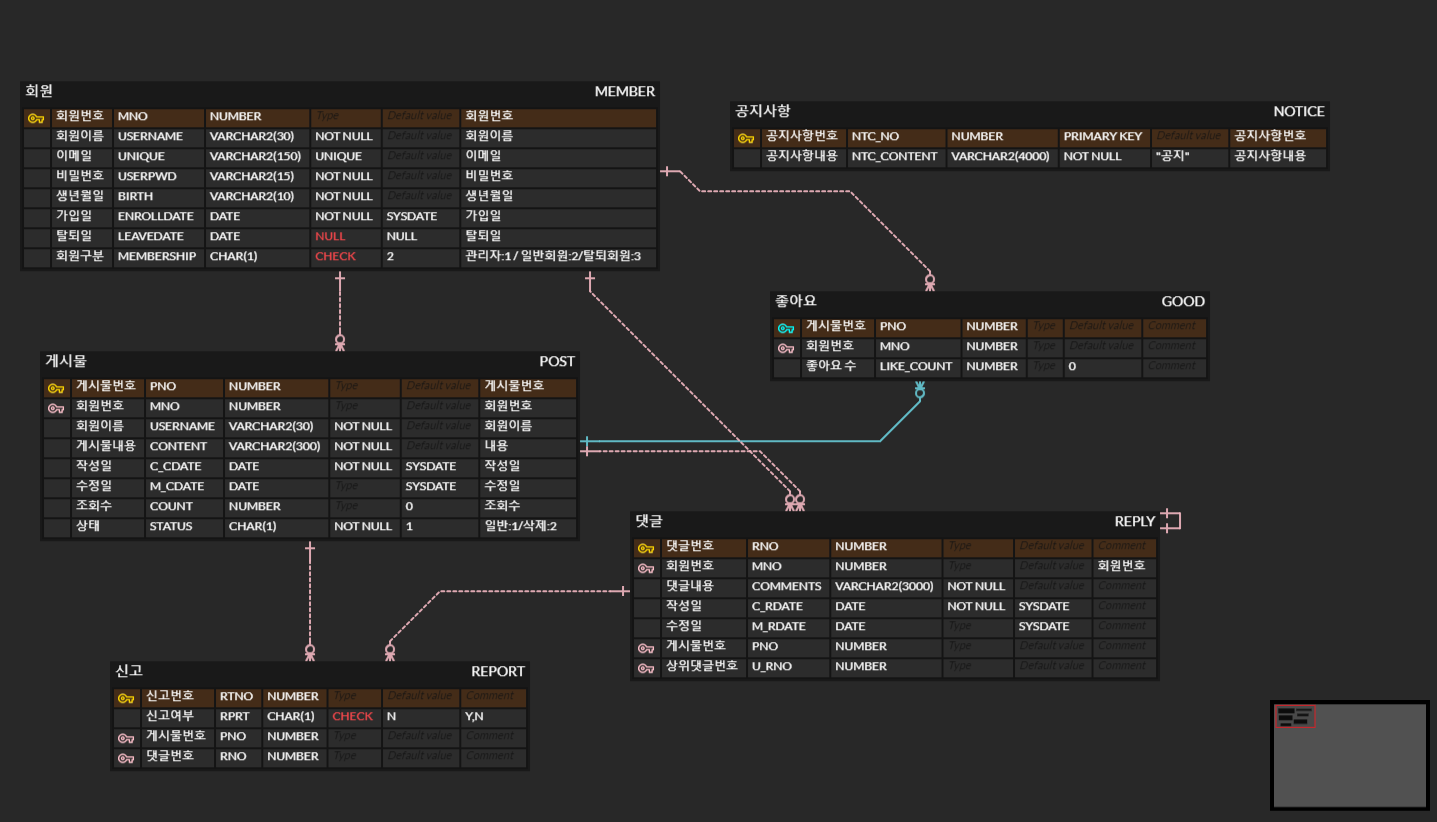 회원 MEMBER
회원번호 MNO NUMBER Type Default value 회원번호
회원이름 USERNAME VARCHAR2(30) NOT NULL Default value 회원이름
이메일 UNIQUE VARCHAR2(150) UNIQUE Default value 이메일
비밀번호 USERPWD VARCHAR2(15) NOT NULL Default value 비밀번호
생년월일 BIRTH VARCHAR2(10) NOT NULL Default value 생년월일
가입일 ENROLLDATE DATE NOT NULL SYSDATE 가입일
탈퇴일 LEAVEDATE DATE NULL NULL 탈퇴일
회원구분 MEMBERSHIP CHAR(1) CHECK 2 관리자:1 / 일반회원:2/탈퇴회원:3
공지사항 NOTICE
공지사항번호 NTC_NO NUMBER PRIMARY KEY Default value 공지사항번호
공지사항내용 NTC_CONTENT VARCHAR2(4000) NOT NULL "공지" 공지사항내용
좋아요 GOOD
게시물번호 PNO NUMBER Type Default value Comment
회원번호 MNO NUMBER Type Default value Comment
좋아요 수 LIKE_COUNT NUMBER Type 0 Comment
게시물 POST
게시물번호 PNO NUMBER Type Default value 게시물번호
회원번호 MNO NUMBER Type Default value 회원번호
회원이름 USERNAME VARCHAR2(30) NOT NULL Default value 회원이름
게시물내용 CONTENT VARCHAR2(300) NOT NULL Default value 내용
작성일 C_CDATE DATE NOT NULL SYSDATE 작성일
수정일 M_CDATE DATE Type SYSDATE 수정일
조회수 COUNT NUMBER Type 0 조회수
상태 STATUS CHAR(1) NOT NULL 1 일반:1/삭제:2
댓글 REPLY
댓글번호 RNO NUMBER Type Default value Comment
회원번호 MNO NUMBER Type Default value 회원번호
댓글내용 COMMENTS VARCHAR2(3000) NOT NULL Default value Comment
작성일 C_RDATE DATE NOT NULL SYSDATE Comment
수정일 M_RDATE DATE Type SYSDATE Comment
게시물번호 PNO NUMBER Type Default value Comment
상위댓글번호 U_RNO NUMBER Type Default value Comment
신고 REPORT
신고번호 RTNO NUMBER Type Default value Comment
신고여부 RPRT CHAR(1) CHECK N Y,N
게시물번호 PNO NUMBER Type Default value Comment
댓글번호 RNO NUMBER Type Default value Comment